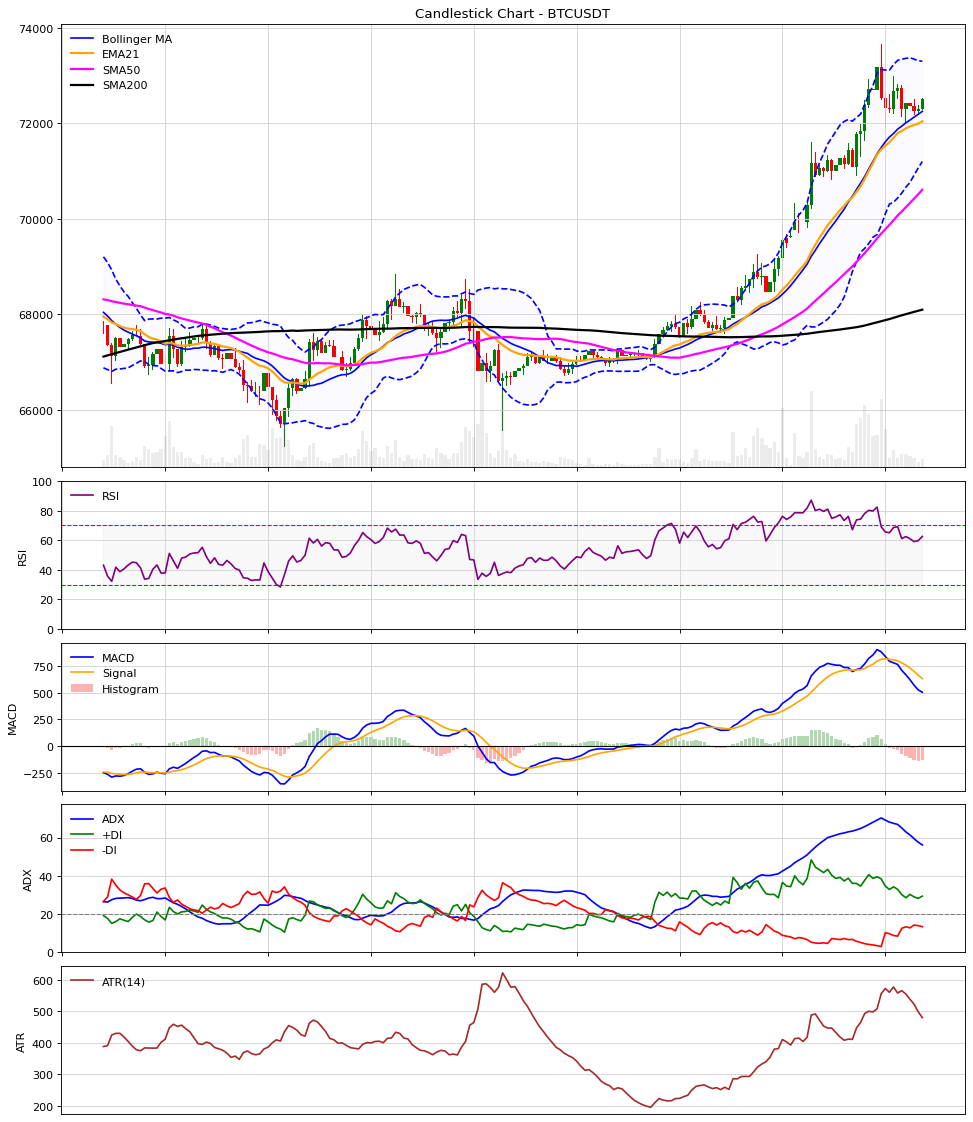 Candlestick Chart - BTCUSDT
74000
72000
70000
68000
66000
Bollinger MA
EMA21
SMA50
SMA200
100
80
60
40
20
0
RSI
RSI
750
500
250
0
−250
MACD
MACD
Signal
Histogram
60
40
20
0
ADX
ADX
+DI
-DI
600
500
400
300
200
ATR
ATR(14)